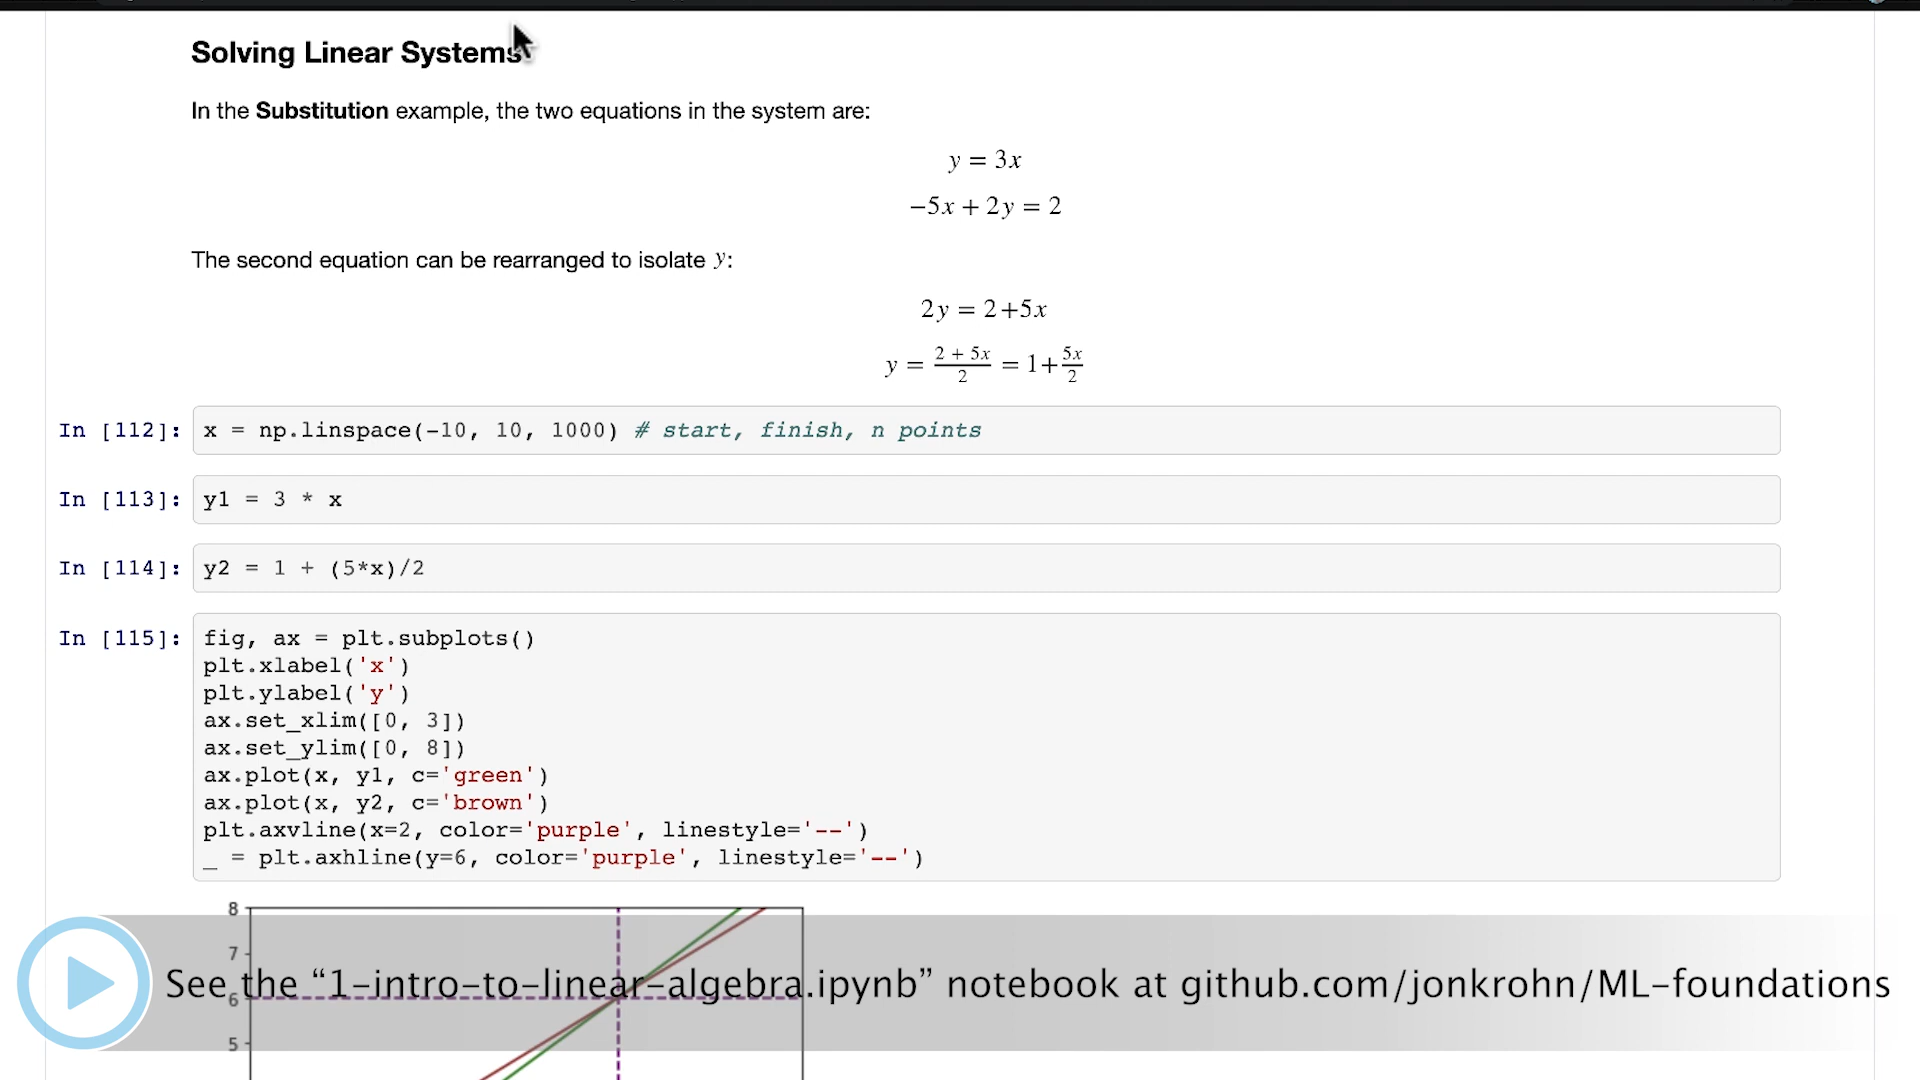 Solving Linear Systems
In the Substitution example, the two equations in the system are:
y = 3x
−5x + 2y = 2
The second equation can be rearranged to isolate y:
2y = 2+5x
y = \frac{2 + 5x}{2} = 1+\frac{5x}{2}
In [112]: x = np.linspace(-10, 10, 1000) # start, finish, n points
In [113]: y1 = 3 * x
In [114]: y2 = 1 + (5*x)/2
In [115]: fig, ax = plt.subplots()
plt.xlabel('x')
plt.ylabel('y')
ax.set_xlim([0, 3])
ax.set_ylim([0, 8])
ax.plot(x, y1, c='green')
ax.plot(x, y2, c='brown')
plt.axvline(x=2, color='purple', linestyle='--')
_ = plt.axhline(y=6, color='purple', linestyle='--')
8
7
See the “1-intro-to-linear-algebra.ipynb” notebook at github.com/jonkrohn/ML-foundations
6
5